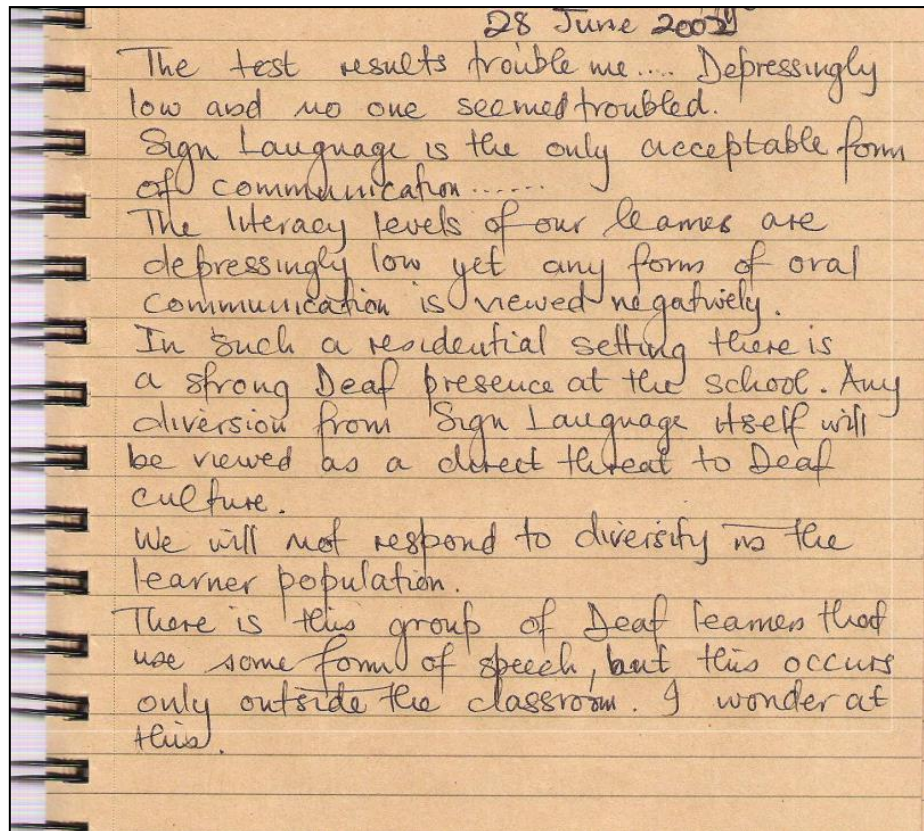 28 June
The test results trouble me.... Depressingly
low and no one seemed troubled.
Sign Language is the only acceptable form
of communication......
The literacy levels of our learners are
depressingly low yet any form of oral
communication is viewed negatively.
In such a residential setting there is
a strong Deaf presence at the school. Any
diversion from Sign Language itself will
be viewed as a direct threat to Deaf
culture.
We will not respond to diversity in the
learner population.
There is this group of Deaf learners that
use some form of speech, but this occurs
only outside the classroom. I wonder at
this.